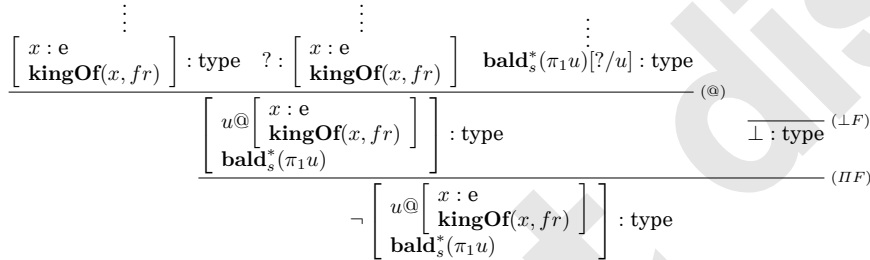 ⋮ ⋮ ⋮
[ x : e
kingOf(x, fr) ] : type ? : [ x : e
kingOf(x, fr) ] bald*ₛ(π₁u)[?/u] : type
(@)
[ u@[ x : e
kingOf(x, fr) ] : type
bald*ₛ(π₁u) ]
⊥ : type (⊥F)
(ΠF)
¬ [ u@[ x : e
kingOf(x, fr) ] : type
bald*ₛ(π₁u) ]